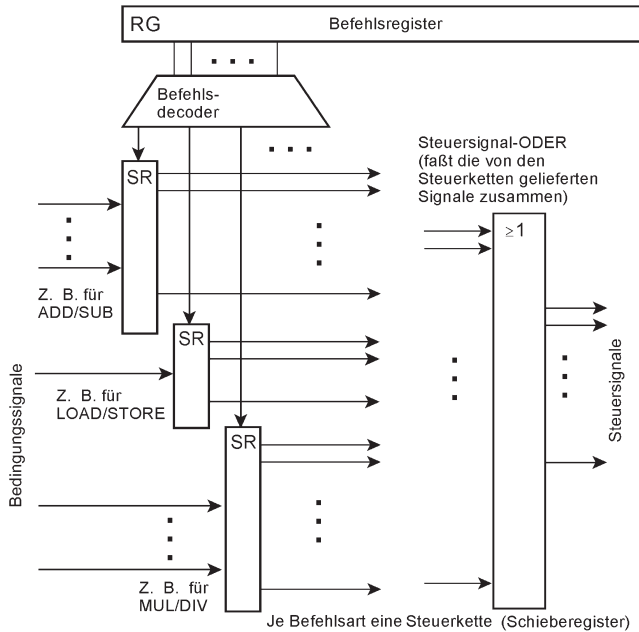 RG
Befehlsregister
Befehls-
decoder
SR
Steuersignal-ODER
(faßt die von den
Steuerketten gelieferten
Signale zusammen)
≥1
Z. B. für
ADD/SUB
SR
Z. B. für
LOAD/STORE
SR
Bedingungssignale
Steuersignale
Z. B. für
MUL/DIV
Je Befehlsart eine Steuerkette (Schieberegister)